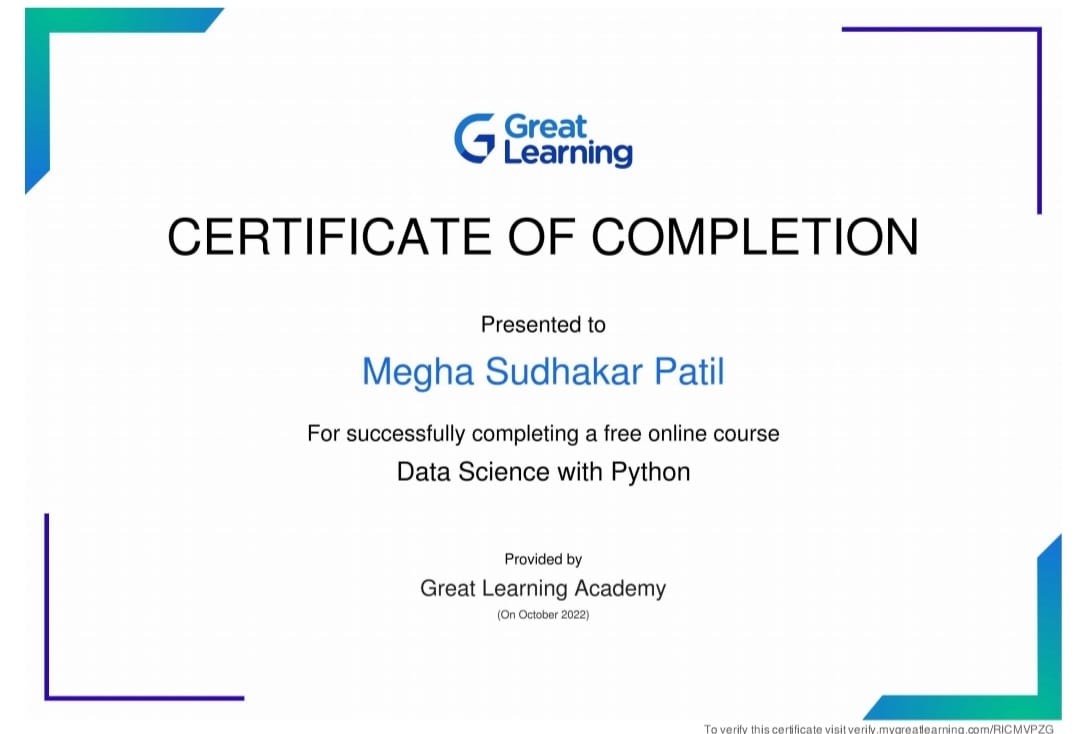 Great
Learning
CERTIFICATE OF COMPLETION
Presented to
Megha Sudhakar Patil
For successfully completing a free online course
Data Science with Python
Provided by
Great Learning Academy
(On October 2022)
To verify this certificate visit verify.mygreatlearning.com/RICMVPZG